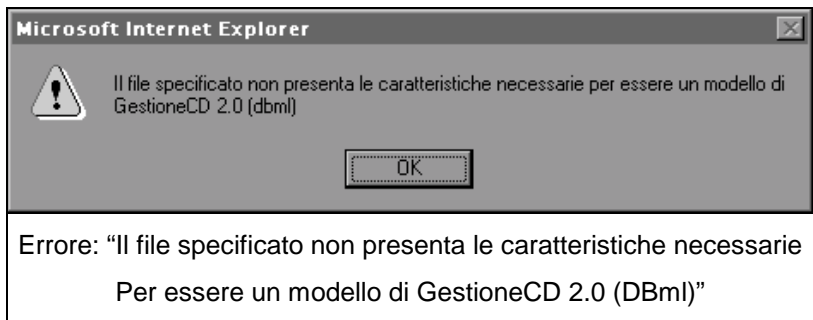 Microsoft Internet Explorer
Il file specificato non presenta le caratteristiche necessarie per essere un modello di
GestioneCD 2.0 (dbml)
OK
Errore: “Il file specificato non presenta le caratteristiche necessarie
Per essere un modello di GestioneCD 2.0 (DBml)”